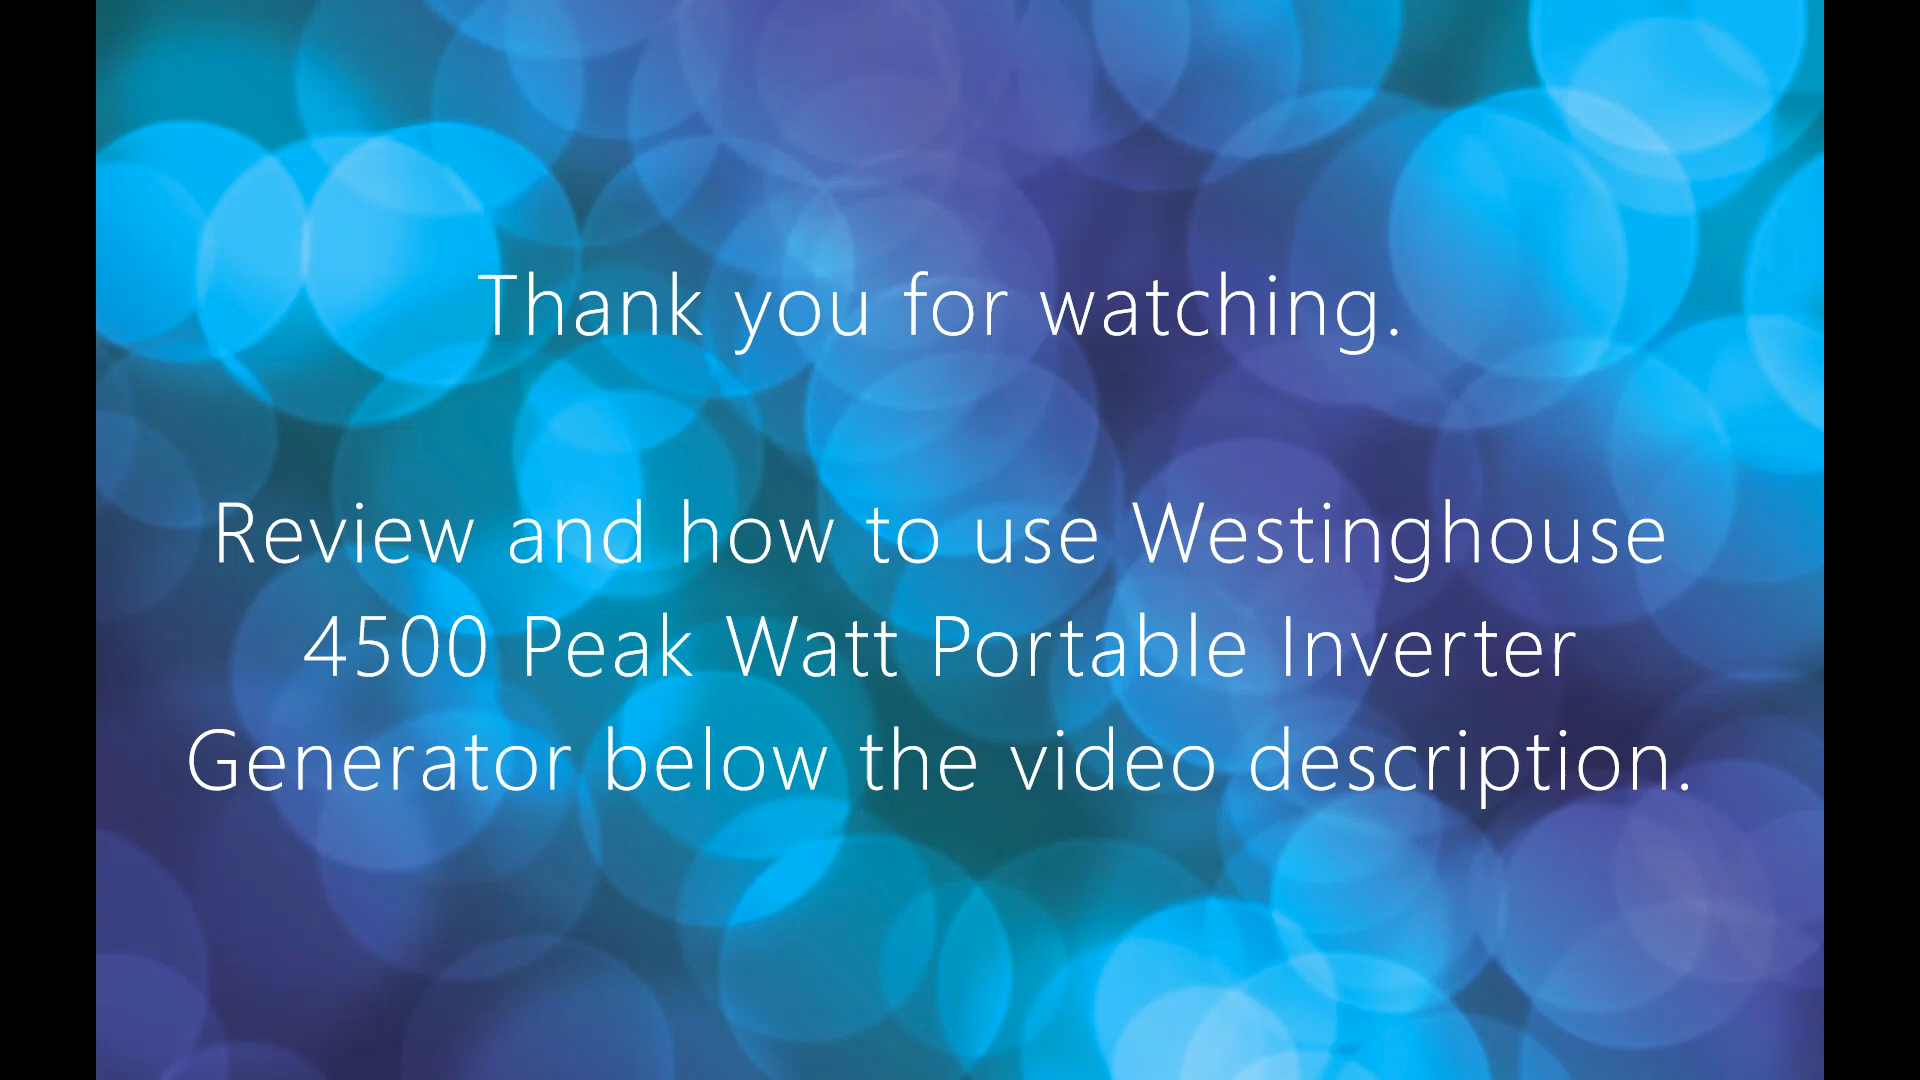 Thank you for watching.
Review and how to use Westinghouse
4500 Peak Watt Portable Inverter
Generator below the video description.